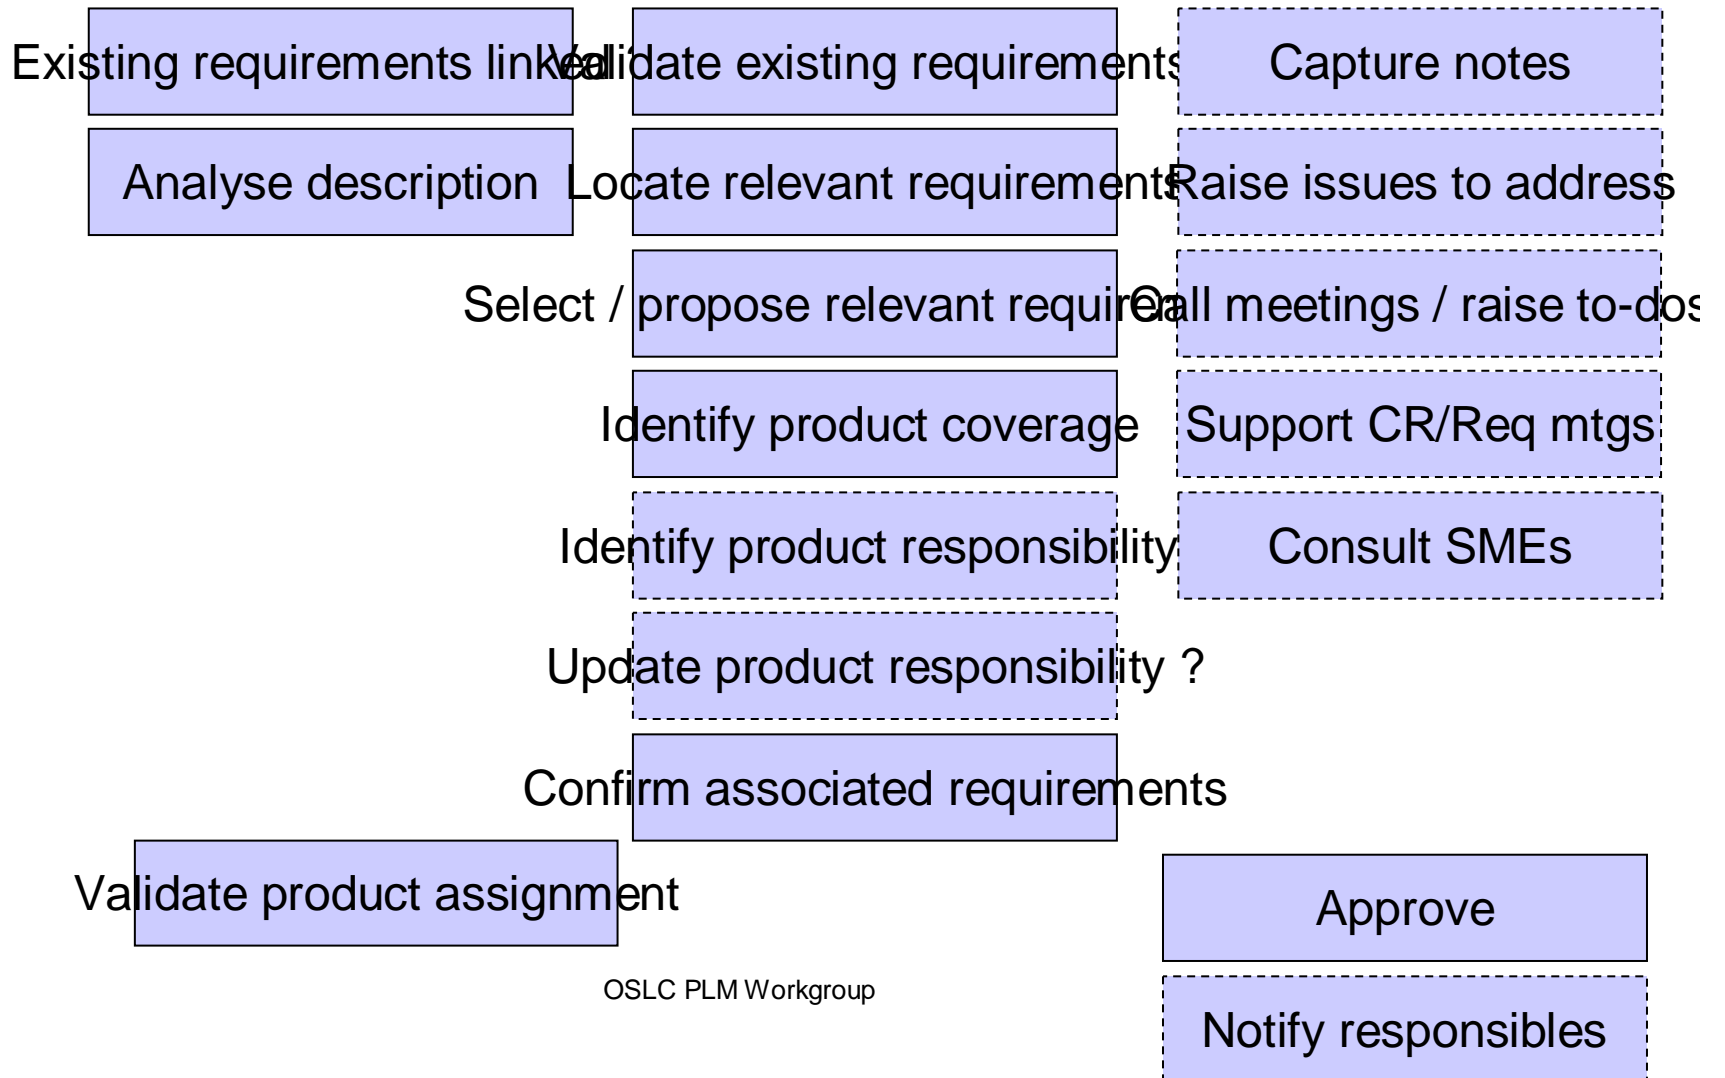 Existing requirements linked
Validate existing requirements
Capture notes
Analyse description
Locate relevant requirements
Raise issues to address
Select / propose relevant
Call meetings / raise to-dos
Identify product coverage
Support CR/Req mtgs
Identify product responsibility
Consult SMEs
Update product responsibility ?
Confirm associated requirements
Validate product assignment
Approve
OSLC PLM Workgroup
Notify responsibles